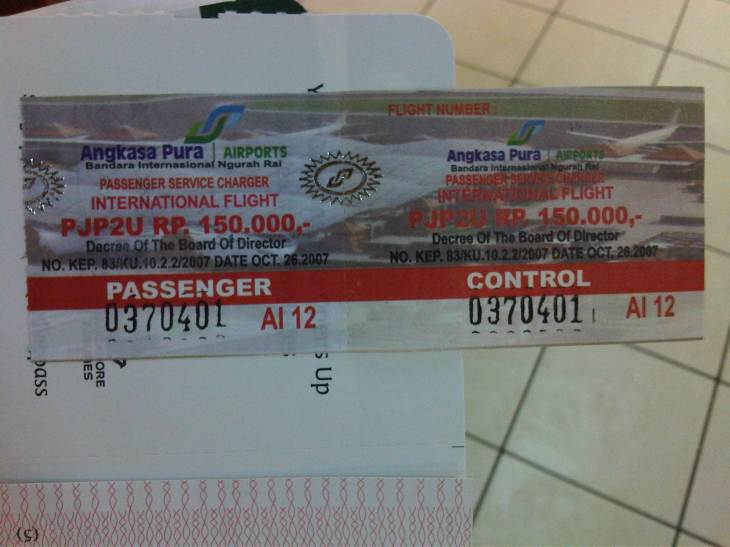 Angkasa Pura | AIRPORTS
Bandara Internasional Ngurah Rai
PASSENGER SERVICE CHARGER
INTERNATIONAL FLIGHT
PJP2U RP. 150.000,-
Decree Of The Board Of Director
NO. KEP. 83/KU.10.2.2/2007 DATE OCT. 26.2007
PASSENGER
0370401 AI 12
FLIGHT NUMBER :
Angkasa Pura | AIRPORTS
Bandara Internasional Ngurah Rai
PASSENGER SERVICE CHARGER
INTERNATIONAL FLIGHT
PJP2U RP. 150.000,-
Decree Of The Board Of Director
NO. KEP. 83/KU.10.2.2/2007 DATE OCT. 26.2007
CONTROL
0370401 AI 12
Up
(5)